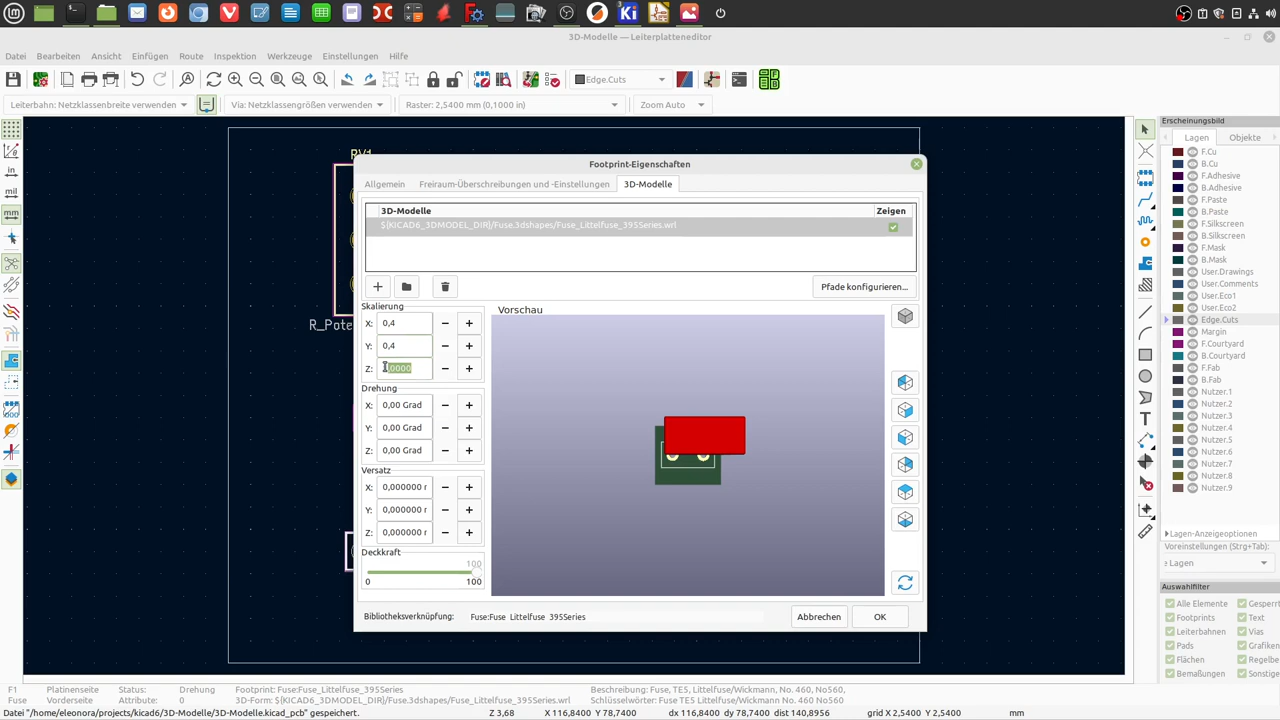 3D-Modelle — Leiterplatteneditor
Datei Bearbeiten Ansicht Einfügen Route Inspektion Werkzeuge Einstellungen Hilfe
Edge.Cuts
Leiterbahn: Netzklassenbreite verwenden
Via: Netzklassengrößen verwenden
Raster: 2,5400 mm (0,1000 in)
Zoom Auto
in
mil
mm
RV1
R_Pote
Footprint-Eigenschaften
Allgemein Freiraum-Überschreibungen und -Einstellungen 3D-Modelle
3D-Modelle Zeigen
${KICAD6_3DMODEL_DIR}/Fuse.3dshapes/Fuse_Littelfuse_395Series.wrl
Pfade konfigurieren...
Skalierung
X: 0,4
Y: 0,4
Z:
Drehung
X: 0,00 Grad
Y: 0,00 Grad
Z: 0,00 Grad
Versatz
X: 0,000000 r
Y: 0,000000 r
Z: 0,000000 r
Deckkraft
100
0 100
Vorschau
Bibliotheksverknüpfung: Fuse:Fuse_Littelfuse_395Series
Abbrechen OK
Erscheinungsbild
Lagen Objekte
F.Cu
B.Cu
F.Adhesive
B.Adhesive
F.Paste
B.Paste
F.Silkscreen
B.Silkscreen
F.Mask
B.Mask
User.Drawings
User.Comments
User.Eco1
User.Eco2
Edge.Cuts
Margin
F.Courtyard
B.Courtyard
F.Fab
B.Fab
Nutzer.1
Nutzer.2
Nutzer.3
Nutzer.4
Nutzer.5
Nutzer.6
Nutzer.7
Nutzer.8
Nutzer.9
Lagen-Anzeigeoptionen
Voreinstellungen (Strg+Tab):
e Lagen
Auswahlfilter
Alle Elemente Gesperrt
Footprints Text
Leiterbahnen Vias
Pads Grafiken
Flächen Regelbe
Bemaßungen Sonstige
F1 Platinenseite Status: Drehung Footprint: Fuse:Fuse_Littelfuse_395Series Beschreibung: Fuse, TE5, Littelfuse/Wickmann, No. 460, No560,
Fuse Vorderseite Attribute: 0 3D-Form: ${KICAD6_3DMODEL_DIR}/Fuse.3dshapes/Fuse_Littelfuse_395Series.wrl Schlüsselwörter: Fuse TE5 Littelfuse/Wickmann No. 460 No560
Datei "/home/eleonora/projects/kicad6/3D-Modelle/3D-Modelle.kicad_pcb" gespeichert. Z 3,68 X 116,8400 Y 78,7400 dx 116,8400 dy 78,7400 dist 140,8956 grid X 2,5400 Y 2,5400 mm